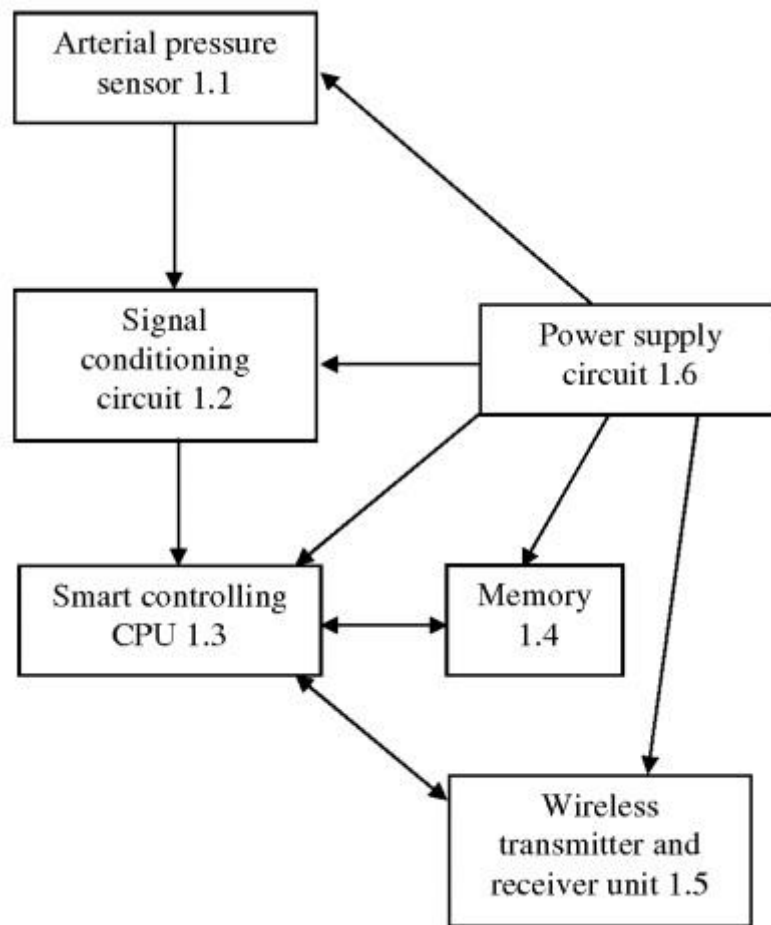 Arterial pressure
sensor 1.1
Signal
conditioning
circuit 1.2
Power supply
circuit 1.6
Smart controlling
CPU 1.3
Memory
1.4
Wireless
transmitter and
receiver unit 1.5